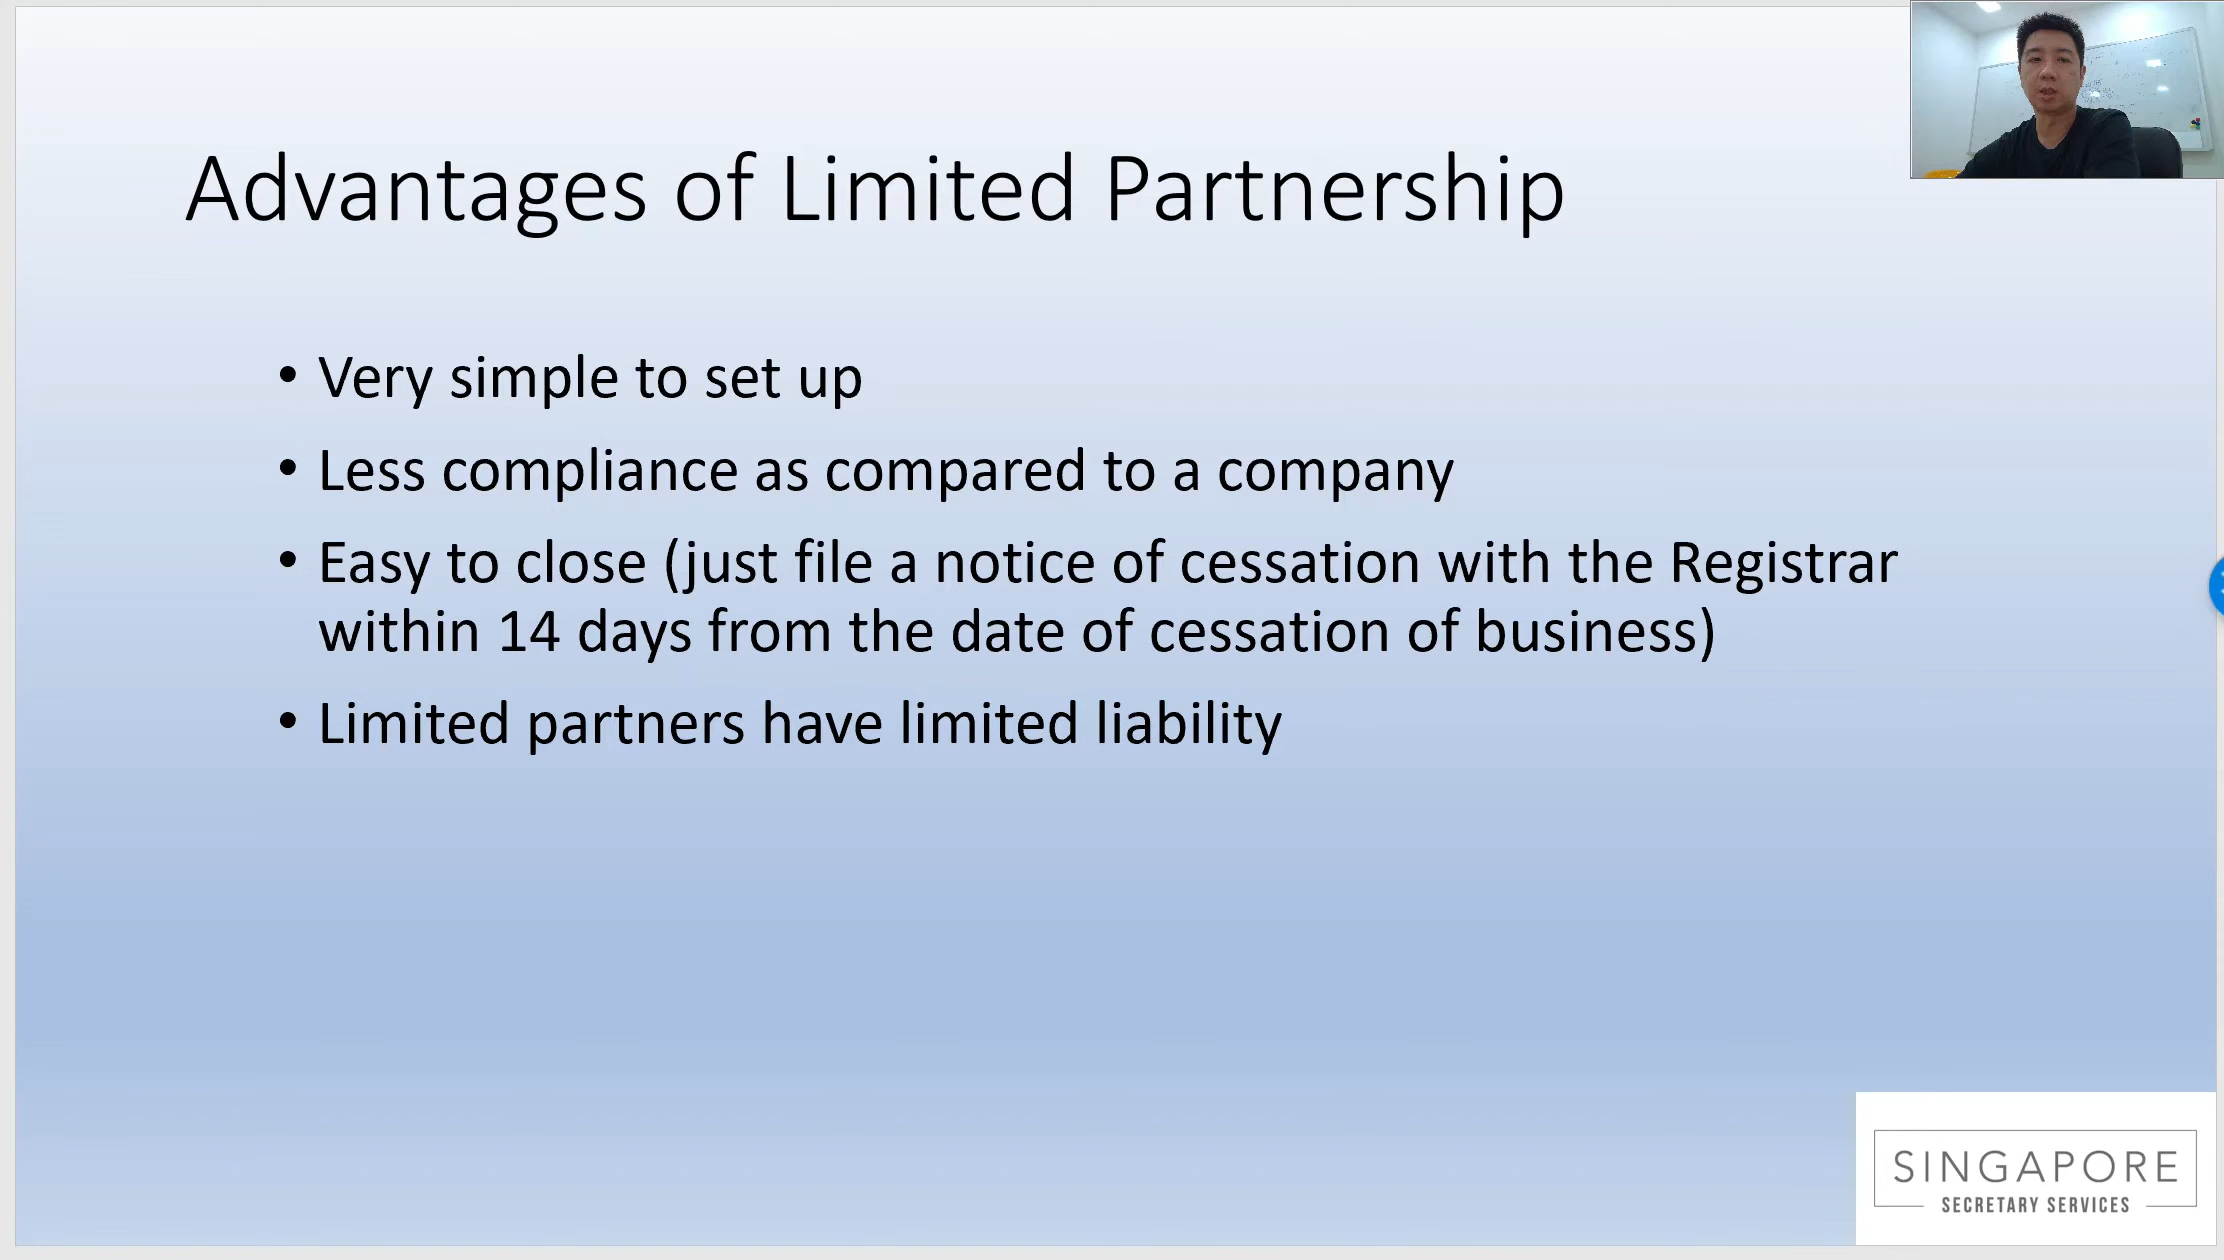 Advantages of Limited Partnership
• Very simple to set up
• Less compliance as compared to a company
• Easy to close (just file a notice of cessation with the Registrar
within 14 days from the date of cessation of business)
• Limited partners have limited liability
SINGAPORE
SECRETARY SERVICES